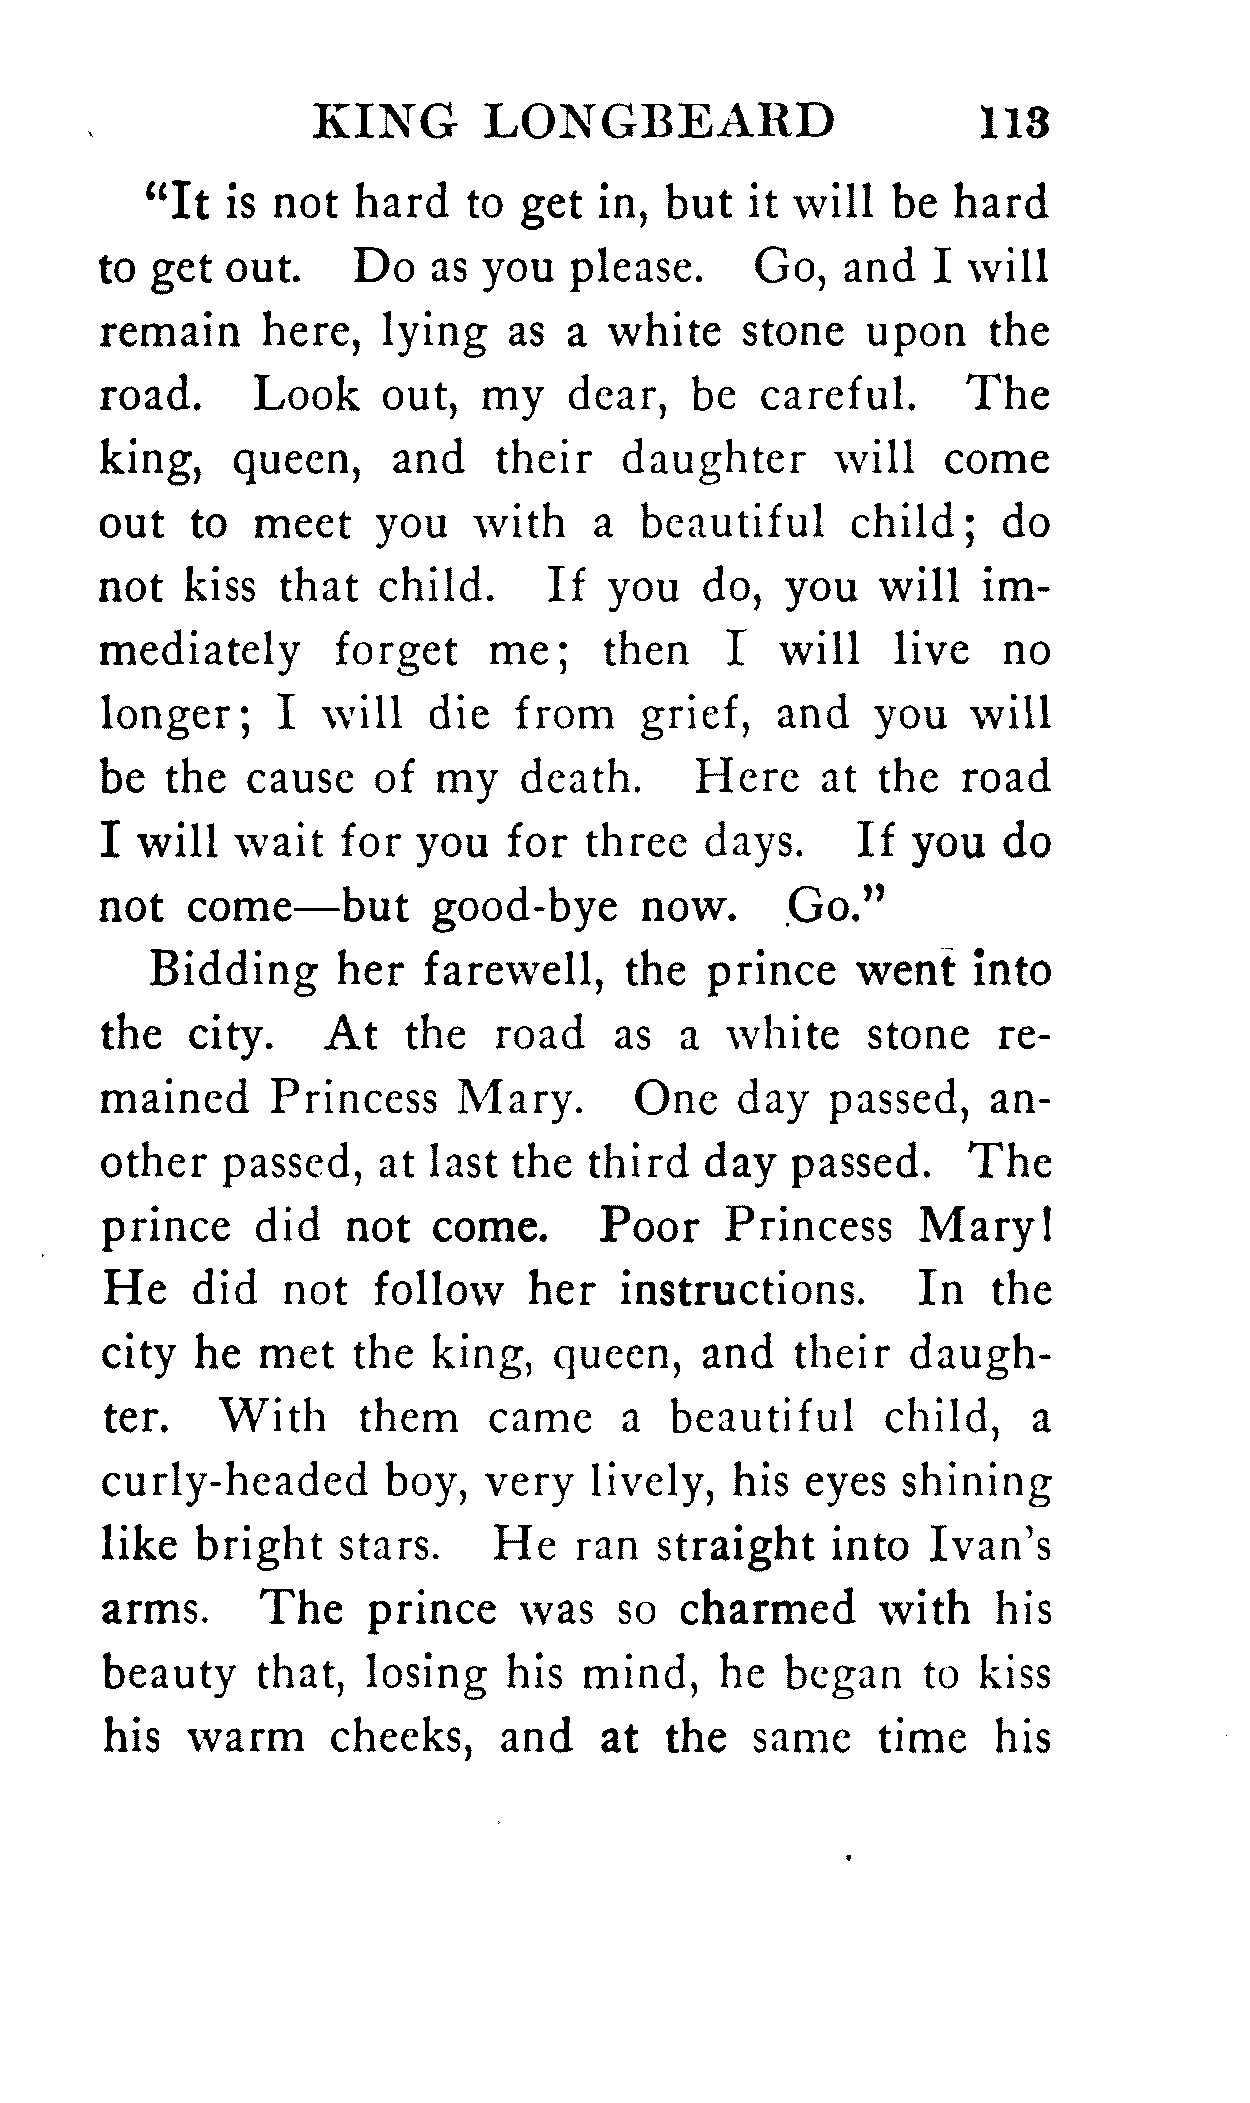 KING LONGBEARD 113
"It is not hard to get in, but it will be hard
to get out. Do as you please. Go, and I will
remain here, lying as a white stone upon the
road. Look out, my dear, be careful. The
king, queen, and their daughter will come
out to meet you with a beautiful child; do
not kiss that child. If you do, you will im-
mediately forget me; then I will live no
longer; I will die from grief, and you will
be the cause of my death. Here at the road
I will wait for you for three days. If you do
not come—but good-bye now. Go."
Bidding her farewell, the prince went into
the city. At the road as a white stone re-
mained Princess Mary. One day passed, an-
other passed, at last the third day passed. The
prince did not come. Poor Princess Mary!
He did not follow her instructions. In the
city he met the king, queen, and their daugh-
ter. With them came a beautiful child, a
curly-headed boy, very lively, his eyes shining
like bright stars. He ran straight into Ivan's
arms. The prince was so charmed with his
beauty that, losing his mind, he began to kiss
his warm cheeks, and at the same time his